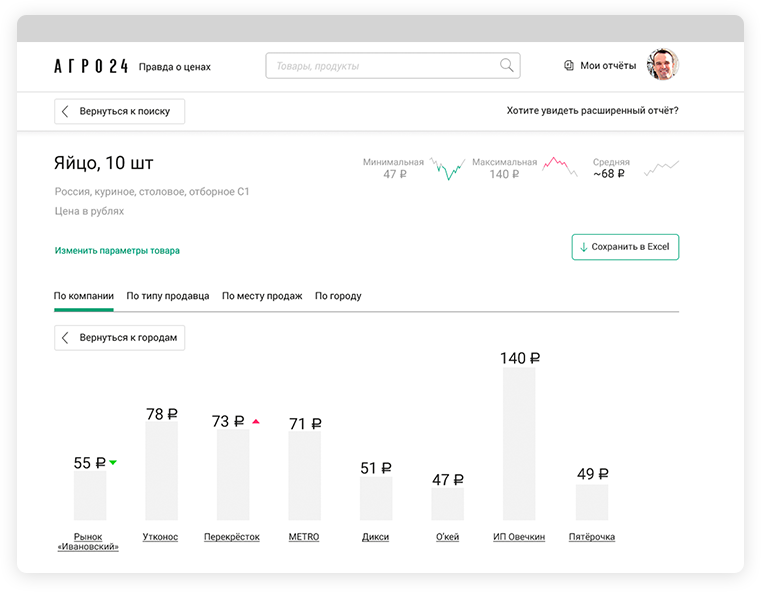 АГРО24 Правда о ценах
Товары, продукты
Мои отчёты
Вернуться к поиску
Хотите увидеть расширенный отчёт?
Яйцо, 10 шт
Россия, куриное, столовое, отборное С1
Цена в рублях
Минимальная
47 ₽
Максимальная
140 ₽
Средняя
~68 ₽
Изменить параметры товара
Сохранить в Excel
По компании По типу продавца По месту продаж По городу
Вернуться к городам
55 ₽
78 ₽
73 ₽
71 ₽
51 ₽
47 ₽
140 ₽
49 ₽
Рынок
«Ивановский»
Утконос
Перекрёсток
METRO
Дикси
О'кей
ИП Овечкин
Пятёрочка